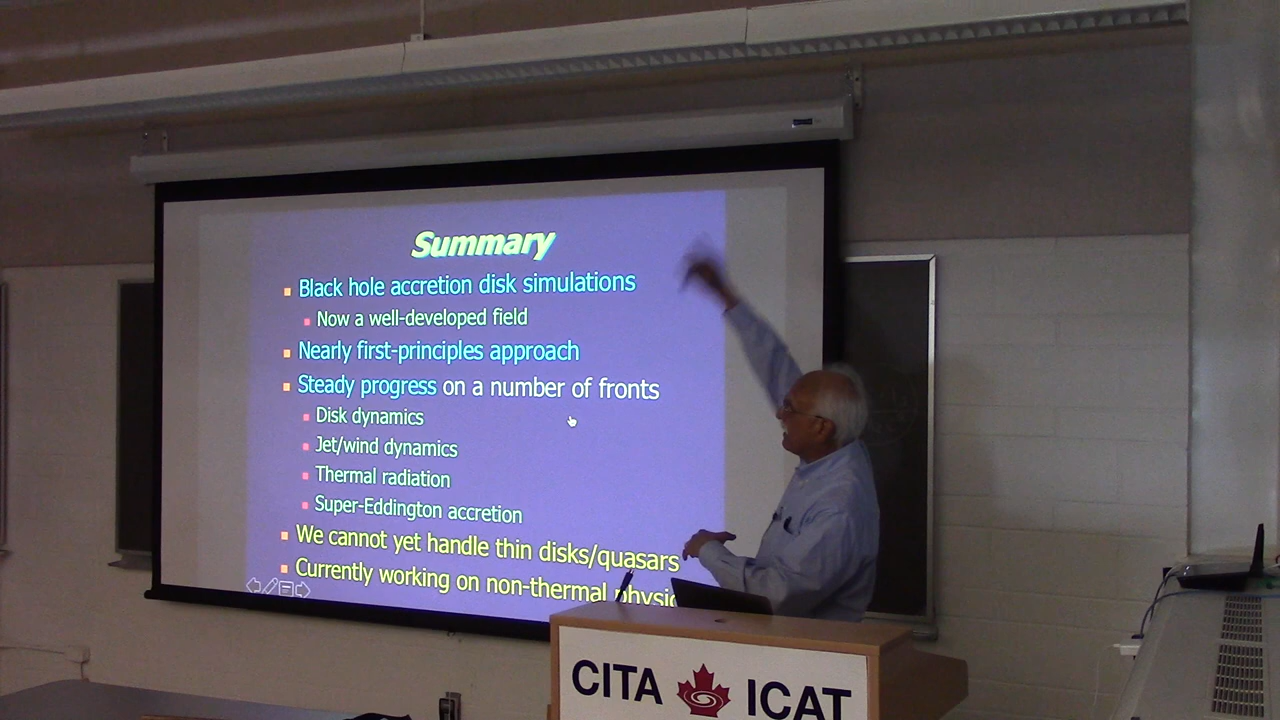 Summary
Black hole accretion disk simulations
Now a well-developed field
Nearly first-principles approach
Steady progress on a number of fronts
Disk dynamics
Jet/wind dynamics
Thermal radiation
Super-Eddington accretion
We cannot yet handle thin disks/quasars
Currently working on non-thermal physic
CITA ICAT